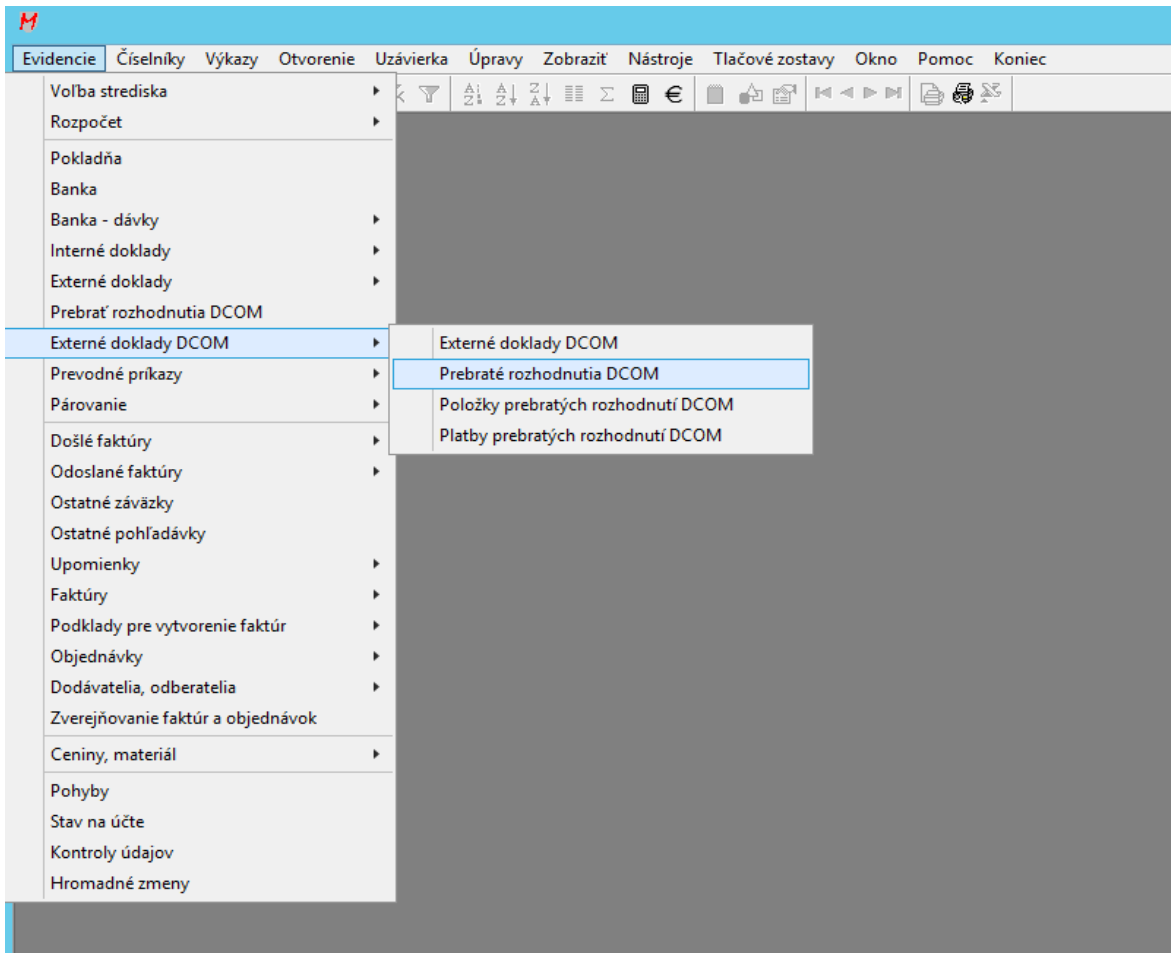 M
Evidencie Číselníky Výkazy Otvorenie Uzávierka Úpravy Zobraziť Nástroje Tlačové zostavy Okno Pomoc Koniec
Voľba strediska
Rozpočet
Pokladňa
Banka
Banka - dávky
Interné doklady
Externé doklady
Prebrať rozhodnutia DCOM
Externé doklady DCOM
Prevodné príkazy
Párovanie
Došlé faktúry
Odoslané faktúry
Ostatné záväzky
Ostatné pohľadávky
Upomienky
Faktúry
Podklady pre vytvorenie faktúr
Objednávky
Dodávatelia, odberatelia
Zverejňovanie faktúr a objednávok
Ceniny, materiál
Pohyby
Stav na účte
Kontroly údajov
Hromadné zmeny
Externé doklady DCOM
Prebraté rozhodnutia DCOM
Položky prebratých rozhodnutí DCOM
Platby prebratých rozhodnutí DCOM